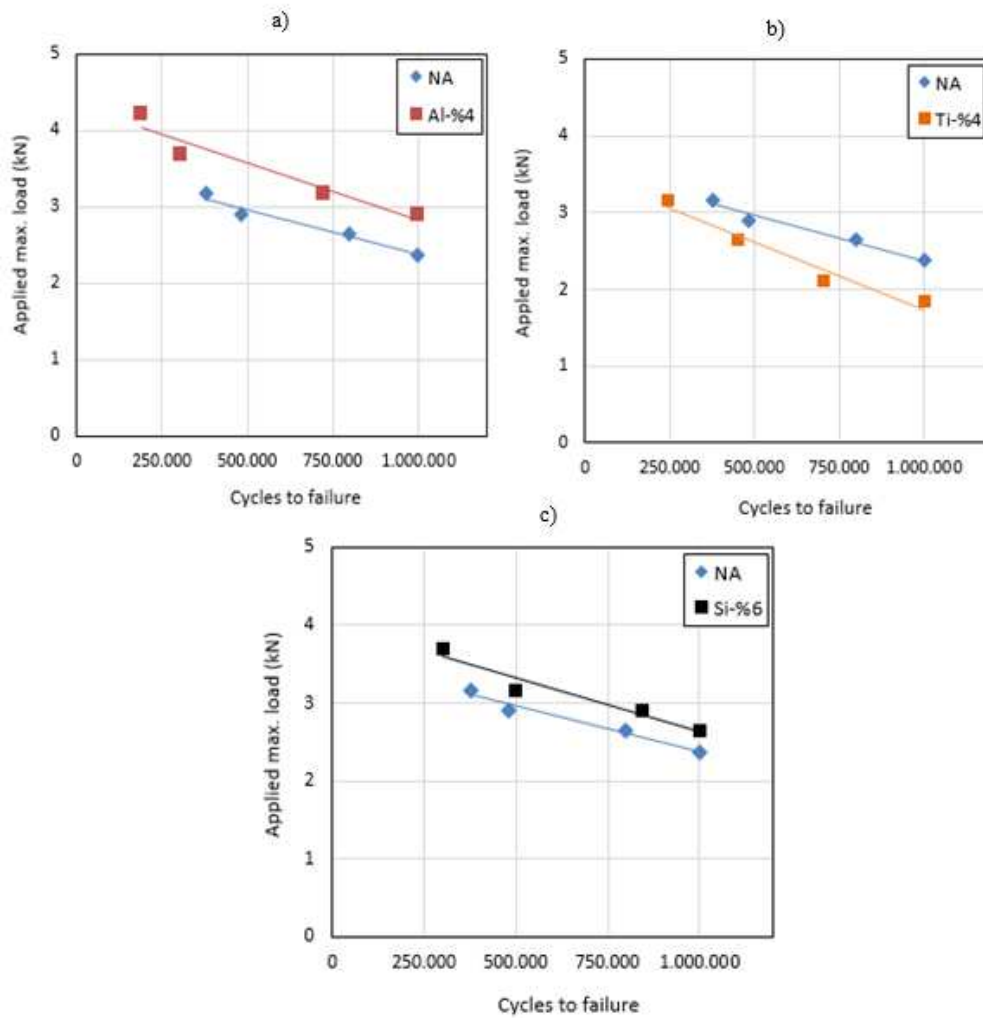 a)
5
4
3
2
1
0
Applied max. load (kN)
NA
Al-%4
0 250.000 500.000 750.000 1.000.000
Cycles to failure
b)
5
4
3
2
1
0
Appled max. load (kN)
NA
Ti-%4
0 250.000 500.000 750.000 1.000.000
Cycles to failure
c)
5
4
3
2
1
0
Applied max. load (kN)
NA
Si-%6
0 250.000 500.000 750.000 1.000.000
Cycles to failure